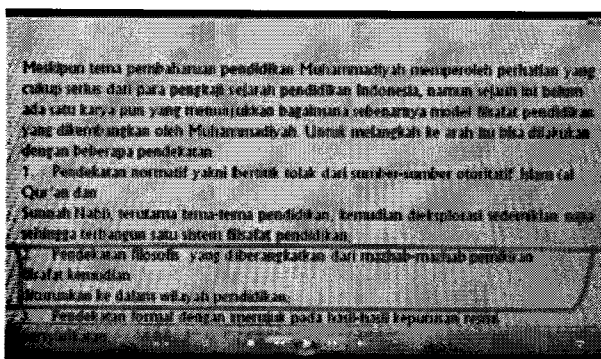 Meskipun tema pembaharuan pendidikan Muhammadiyah memperoleh perhatian yang
cukup serius dari para pengkaji sejarah pendidikan Indonesia, namun sejauh ini belum
ada satu karya pun yang menunjukkan bagaimana sebenarnya model filsafat pendidikan
yang dikembangkan oleh Muhammadiyah. Untuk melangkah ke arah itu bisa dilakukan
dengan beberapa pendekatan
1. Pendekatan normatif yakni bertitik tolak dari sumber-sumber otoritatif Islam (al
Qur'an dan
Sunnah Nabi), terutama tema-tema pendidikan, kemudian dieksplorasi sedemikian rupa
sehingga terbangun satu sistem filsafat pendidikan.
2. Pendekatan filosofis yang diberangkatkan dari mazhab-mazhab pemikiran
filsafat kemudian
diturunkan ke dalam wilayah pendidikan.
3. Pendekatan formal dengan merujuk pada hasil-hasil keputusan resmi